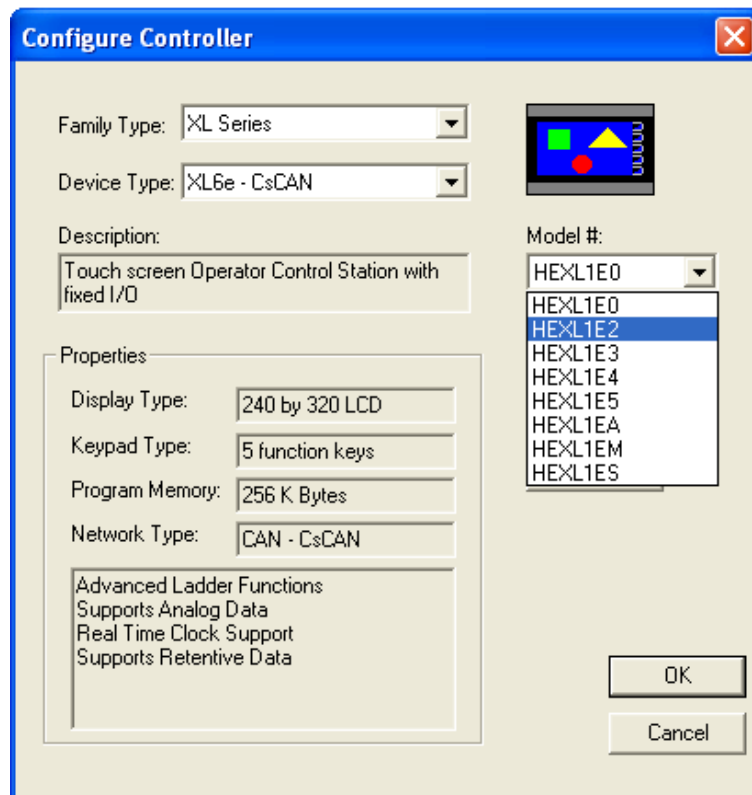 Configure Controller
Family Type: XL Series
Device Type: XL6e - CsCAN
Description:
Touch screen Operator Control Station with
fixed I/O
Model #:
HEXL1E0
HEXL1E0
HEXL1E2
HEXL1E3
HEXL1E4
HEXL1E5
HEXL1EA
HEXL1EM
HEXL1ES
Properties
Display Type: 240 by 320 LCD
Keypad Type: 5 function keys
Program Memory: 256 K Bytes
Network Type: CAN - CsCAN
Advanced Ladder Functions
Supports Analog Data
Real Time Clock Support
Supports Retentive Data
OK
Cancel